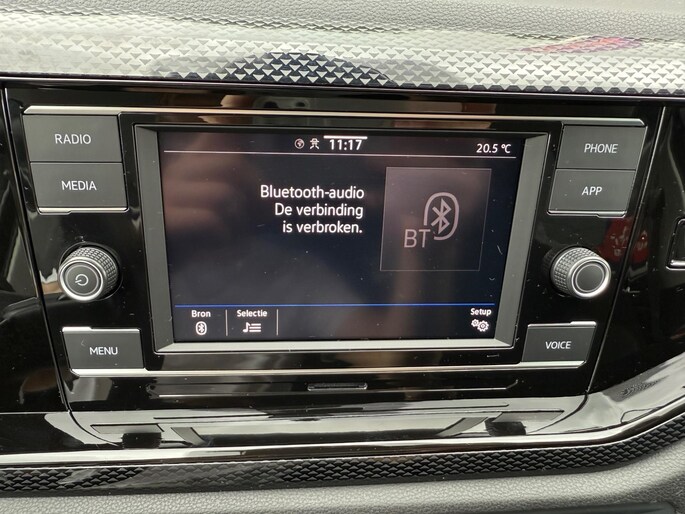 RADIO
MEDIA
MENU
11:17
20.5 °C
Bluetooth-audio
De verbinding
is verbroken.
BT
Bron
Selectie
Setup
PHONE
APP
VOICE